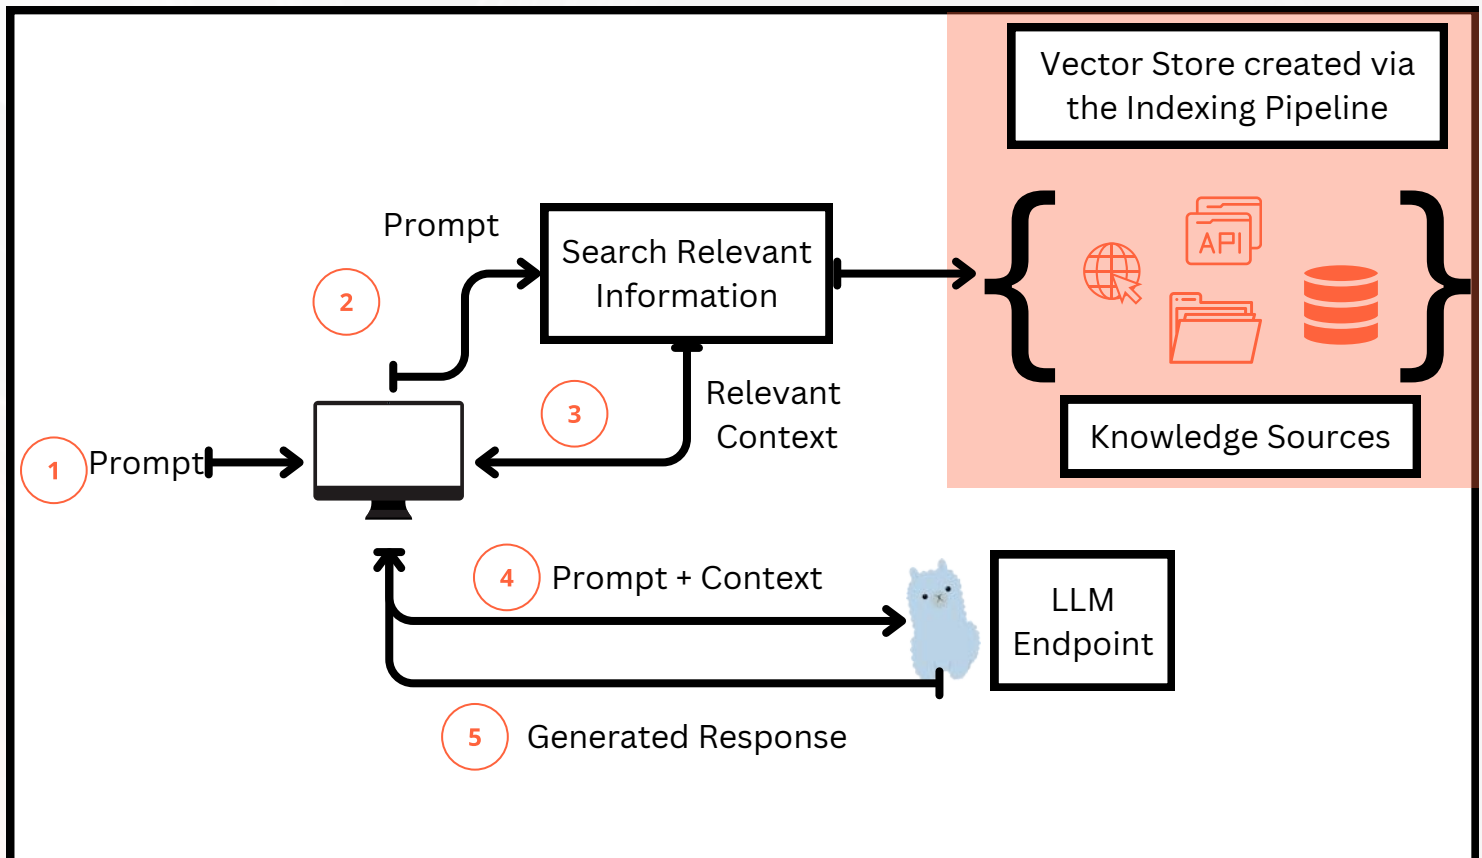 Vector Store created via
the Indexing Pipeline
API
Knowledge Sources
Prompt
Search Relevant
Information
2
3
Relevant
Context
1
Prompt
4
Prompt + Context
LLM
Endpoint
5
Generated Response